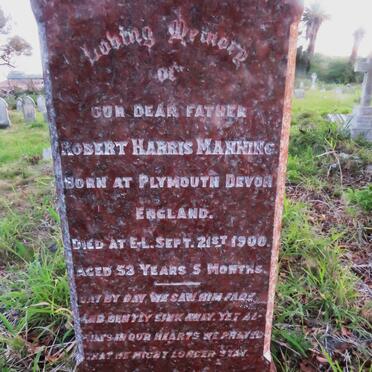 Loving Memory
OF
OUR DEAR FATHER
ROBERT HARRIS MANNING
BORN AT PLYMOUTH DEVON
ENGLAND.
DIED AT E.L. SEPT. 21ST 1900.
AGED 53 YEARS 5 MONTHS.
DAY BY DAY WE SAW HIM FADE
AND GENTLY SINK AWAY. YET AL-
WAYS IN OUR HEARTS WE PRAYED
THAT HE MIGHT LONGER STAY.